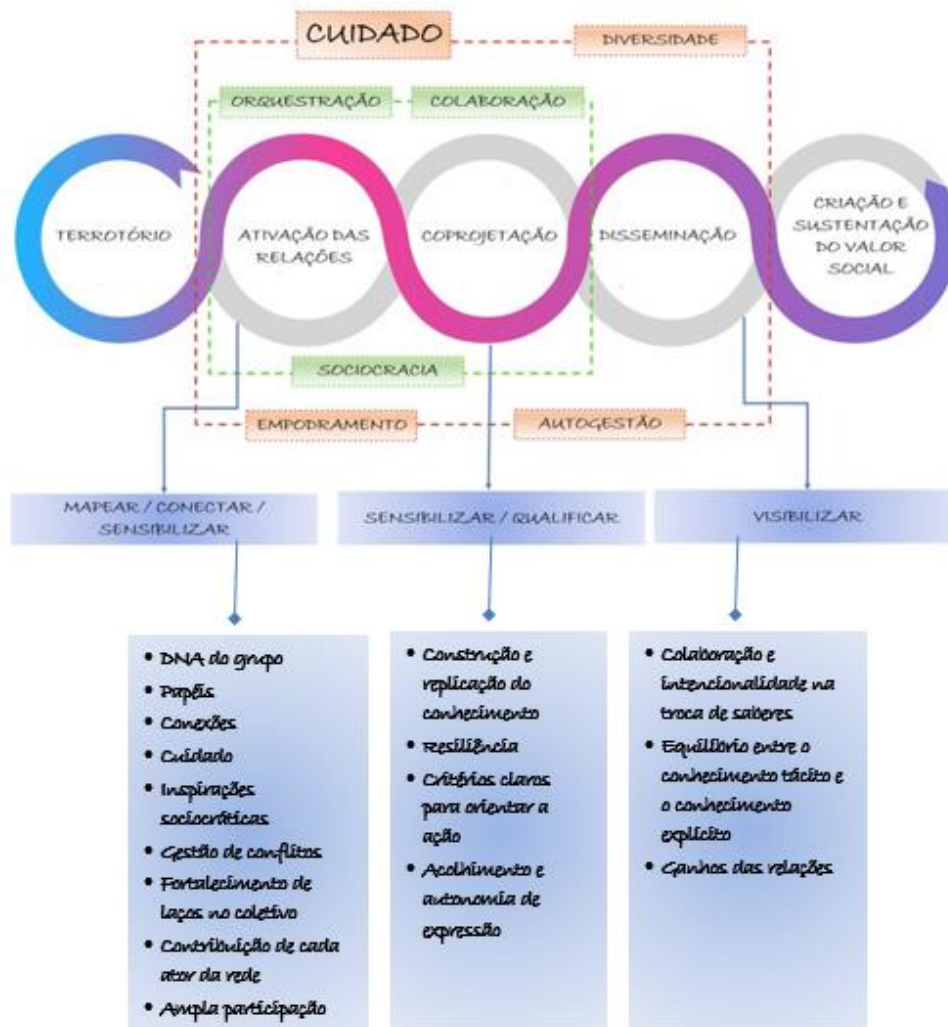 CUIDADO
DIVERSIDADE
ORQUESTRAÇÃO
COLABORAÇÃO
TERROTÓRIO
ATIVAÇÃO DAS
RELAÇÕES
COPROJETAÇÃO
DISSEMINAÇÃO
CRIAÇÃO E
SUSTENTAÇÃO
DO VALOR
SOCIAL
SOCIOCRACIA
EMPODRAMENTO
AUTOGESTÃO
MAPEAR / CONECTAR /
SENSIBILIZAR
SENSIBILIZAR / QUALIFICAR
VISIBILIZAR
• DNA do grupo
• Papéis
• Conexões
• Cuidado
• Inspirações
sociocráticas
• Gestão de conflitos
• Fortalecimento de
laços no coletivo
• Contribuição de cada
ator da rede
• Ampla participação
• Construção e
replicação do
conhecimento
• Resiliência
• Critérios claros
para orientar a
ação
• Acolhimento e
autonomia de
expressão
• Colaboração e
intencionalidade na
troca de saberes
• Equilíbrio entre o
conhecimento tácito e
o conhecimento
explícito
• Ganhos das relações